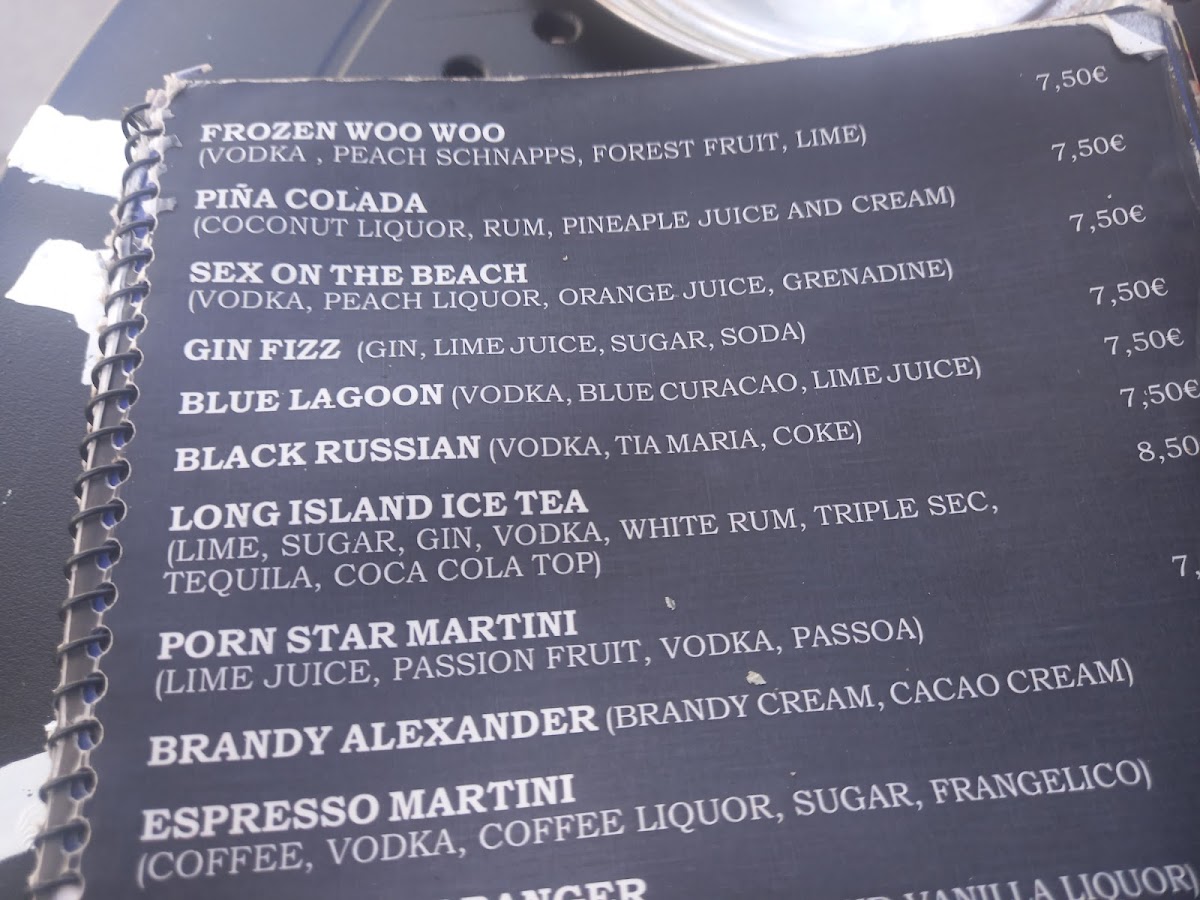 7,50€
FROZEN WOO WOO
(VODKA , PEACH SCHNAPPS, FOREST FRUIT, LIME)
7,50€
PIÑA COLADA
(COCONUT LIQUOR, RUM, PINEAPLE JUICE AND CREAM)
7,50€
SEX ON THE BEACH
(VODKA, PEACH LIQUOR, ORANGE JUICE, GRENADINE)
7,50€
GIN FIZZ (GIN, LIME JUICE, SUGAR, SODA)
7,50€
BLUE LAGOON (VODKA, BLUE CURACAO, LIME JUICE)
7,50€
BLACK RUSSIAN (VODKA, TIA MARIA, COKE)
8,50
LONG ISLAND ICE TEA
(LIME, SUGAR, GIN, VODKA, WHITE RUM, TRIPLE SEC,
TEQUILA, COCA COLA TOP)
7,
PORN STAR MARTINI
(LIME JUICE, PASSION FRUIT, VODKA, PASSOA)
BRANDY ALEXANDER (BRANDY CREAM, CACAO CREAM)
ESPRESSO MARTINI
(COFFEE, VODKA, COFFEE LIQUOR, SUGAR, FRANGELICO)
VANILLA LIQUOR)